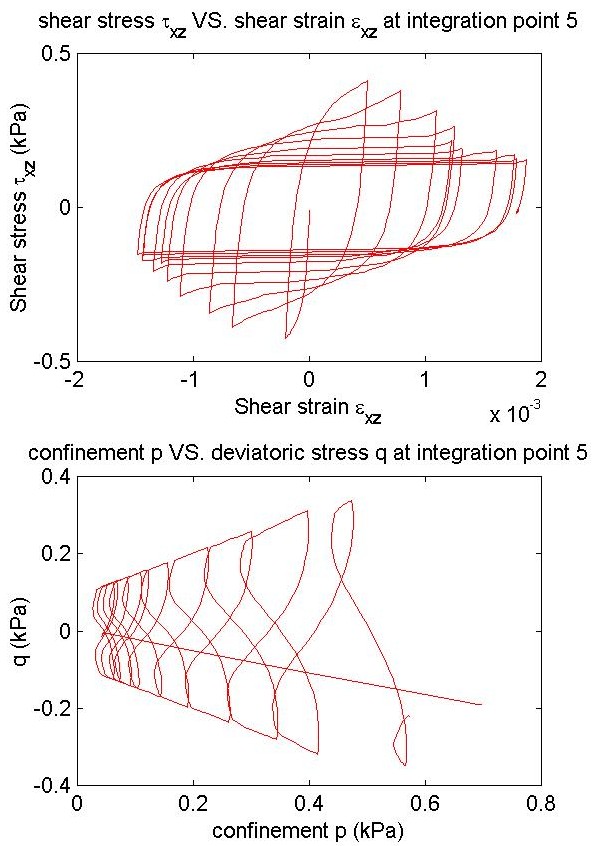 shear stress τxz VS. shear strain εxz at integration point 5
Shear stress τxz (kPa)
0.5
0
-0.5
-2 -1 0 1 2
x 10-3
Shear strain εxz
confinement p VS. deviatoric stress q at integration point 5
q (kPa)
0.4
0.2
0
-0.2
-0.4
0 0.2 0.4 0.6 0.8
confinement p (kPa)